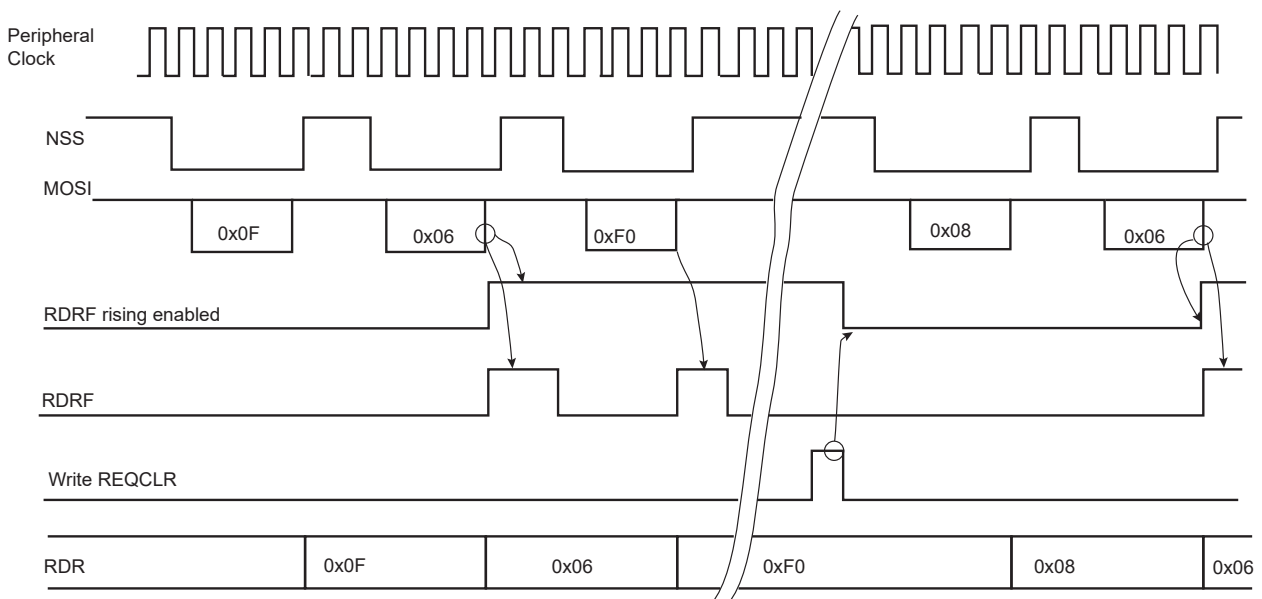 Peripheral
Clock
NSS
MOSI
0x0F
0x06
0xF0
0x08
0x06
RDRF rising enabled
RDRF
Write REQCLR
RDR
0x0F
0x06
0xF0
0x08
0x06